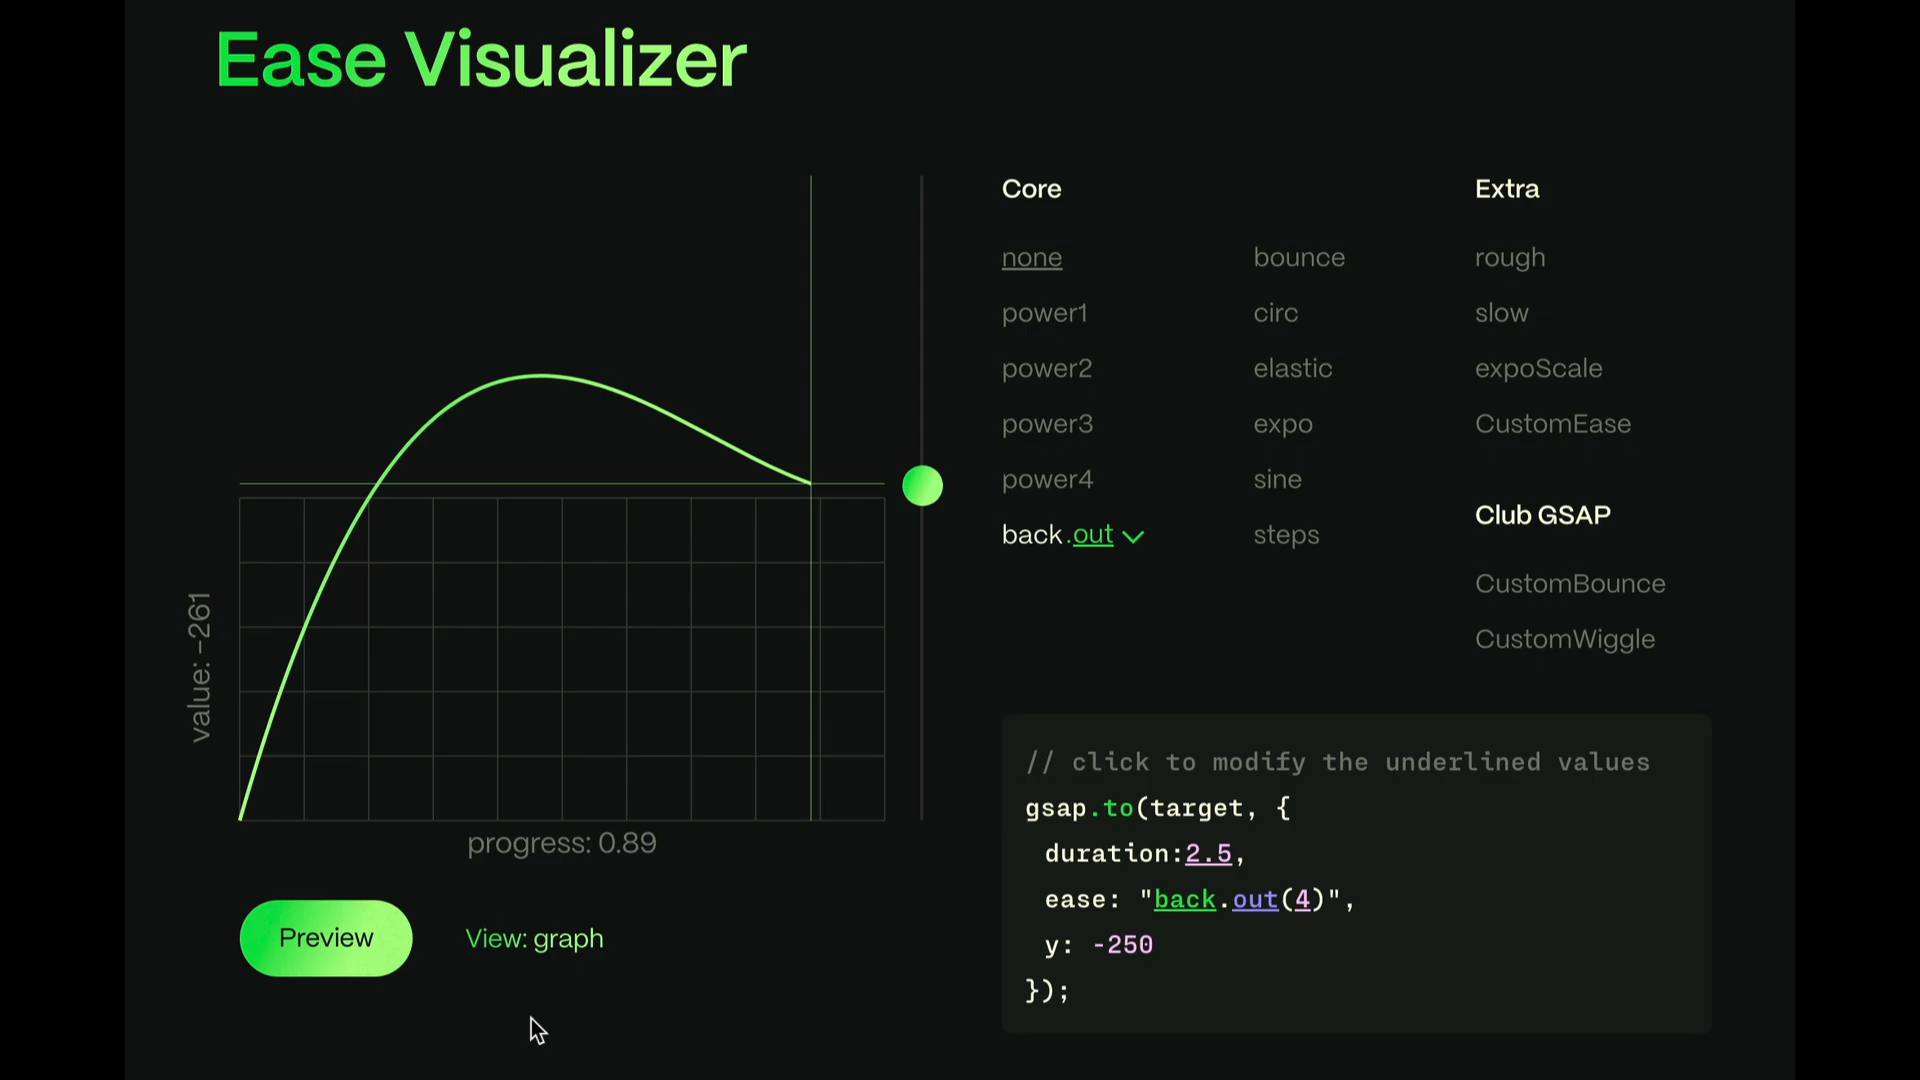 Ease Visualizer
value: -261
progress: 0.89
Preview
View: graph
Core
none
power1
power2
power3
power4
back.out
bounce
circ
elastic
expo
sine
steps
Extra
rough
slow
expoScale
CustomEase
Club GSAP
CustomBounce
CustomWiggle
// click to modify the underlined values
gsap.to(target, {
duration:2.5,
ease: "back.out(4)",
y: -250
});